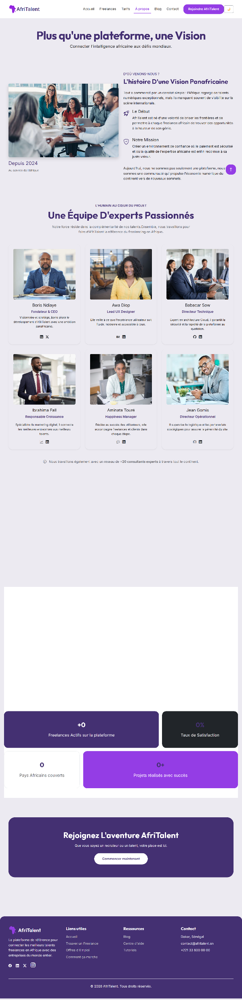 AfriTalent
Accueil
Freelances
Tarifs
À propos
Blog
Contact
Rejoindre AfriTalent
Plus qu'une plateforme, une Vision
Connecter l'intelligence africaine aux défis mondiaux.
D'OÙ VENONS-NOUS ?
L'histoire D'une Vision Panafricaine
Tout a commencé par un constat simple : l'Afrique regorge de talents
numériques exceptionnels, mais ils manquent souvent de visibilité sur la
scène internationale.
Le Début
AfriTalent est né d'une volonté de briser les frontières et de
permettre à chaque freelance africain de trouver des opportunités
à la hauteur de son génie.
Notre Mission
Créer un environnement de confiance où le paiement est sécurisé
et où la qualité de l'expertise africaine est enfin reconnue à sa
juste valeur.
Aujourd'hui, nous ne sommes pas seulement une plateforme, nous
sommes une communauté qui propulse l'économie numérique du
continent vers de nouveaux sommets.
Depuis 2024
Au service de l'Afrique
L'HUMAIN AU CŒUR DU PROJET
Une Équipe D'experts Passionnés
Notre force réside dans la complémentarité de nos talents.Ensemble, nous travaillons pour
faire d'AfriTalent la référence du freelancing en Afrique.
Boris Ndiaye
Fondateur & CEO
Visionnaire et stratège, Boris pilote le
développement d'AfriTalent avec une ambition
panafricaine.
Awa Diop
Lead UX Designer
Elle veille à ce que l'expérience utilisateur soit
fluide, moderne et accessible à tous.
Babacar Sow
Directeur Technique
Expert en architecture Cloud, il garantit la
sécurité et la rapidité de la plateforme au
quotidien.
Ibrahima Fall
Responsable Croissance
Spécialiste du marketing digital, il connecte
les meilleures entreprises aux meilleurs
talents.
Aminata Touré
Happiness Manager
Dédiée au succès des utilisateurs, elle
accompagne freelances et clients dans
chaque étape.
Jean Gomis
Directeur Opérationnel
Il supervise la logistique et les partenariats
stratégiques pour assurer la pérennité du site.
Nous travaillons également avec un réseau de +20 consultants experts à travers tout le continent.
+0
Freelances Actifs sur la plateforme
0%
Taux de Satisfaction
0
Pays Africains couverts
0+
Projets réalisés avec succès
Rejoignez L'aventure AfriTalent
Que vous soyez un recruteur ou un talent, votre place est ici.
Commencer maintenant
AfriTalent
La plateforme de référence pour
connecter les meilleurs talents
freelances en Afrique avec des
entreprises du monde entier.
Liens utiles
Accueil
Trouver un Freelance
Offres d'Emploi
Comment ça marche
Ressources
Blog
Centre d'aide
Tutoriels
Contact
Dakar, Sénégal
contact@afritalent.sn
+221 33 800 00 00
© 2026 AfriTalent. Tous droits réservés.